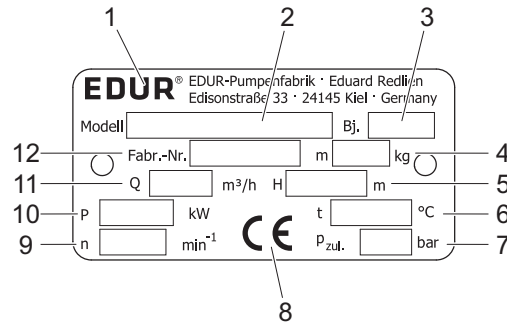 1 2 3
EDUR® EDUR-Pumpenfabrik · Eduard Redlien
Edisonstraße 33 · 24145 Kiel · Germany
Modell Bj.
12 Fabr.-Nr. m kg 4
11 Q m³/h H m 5
10 P kW t °C 6
9 n min⁻¹ CE p zul. bar 7
8